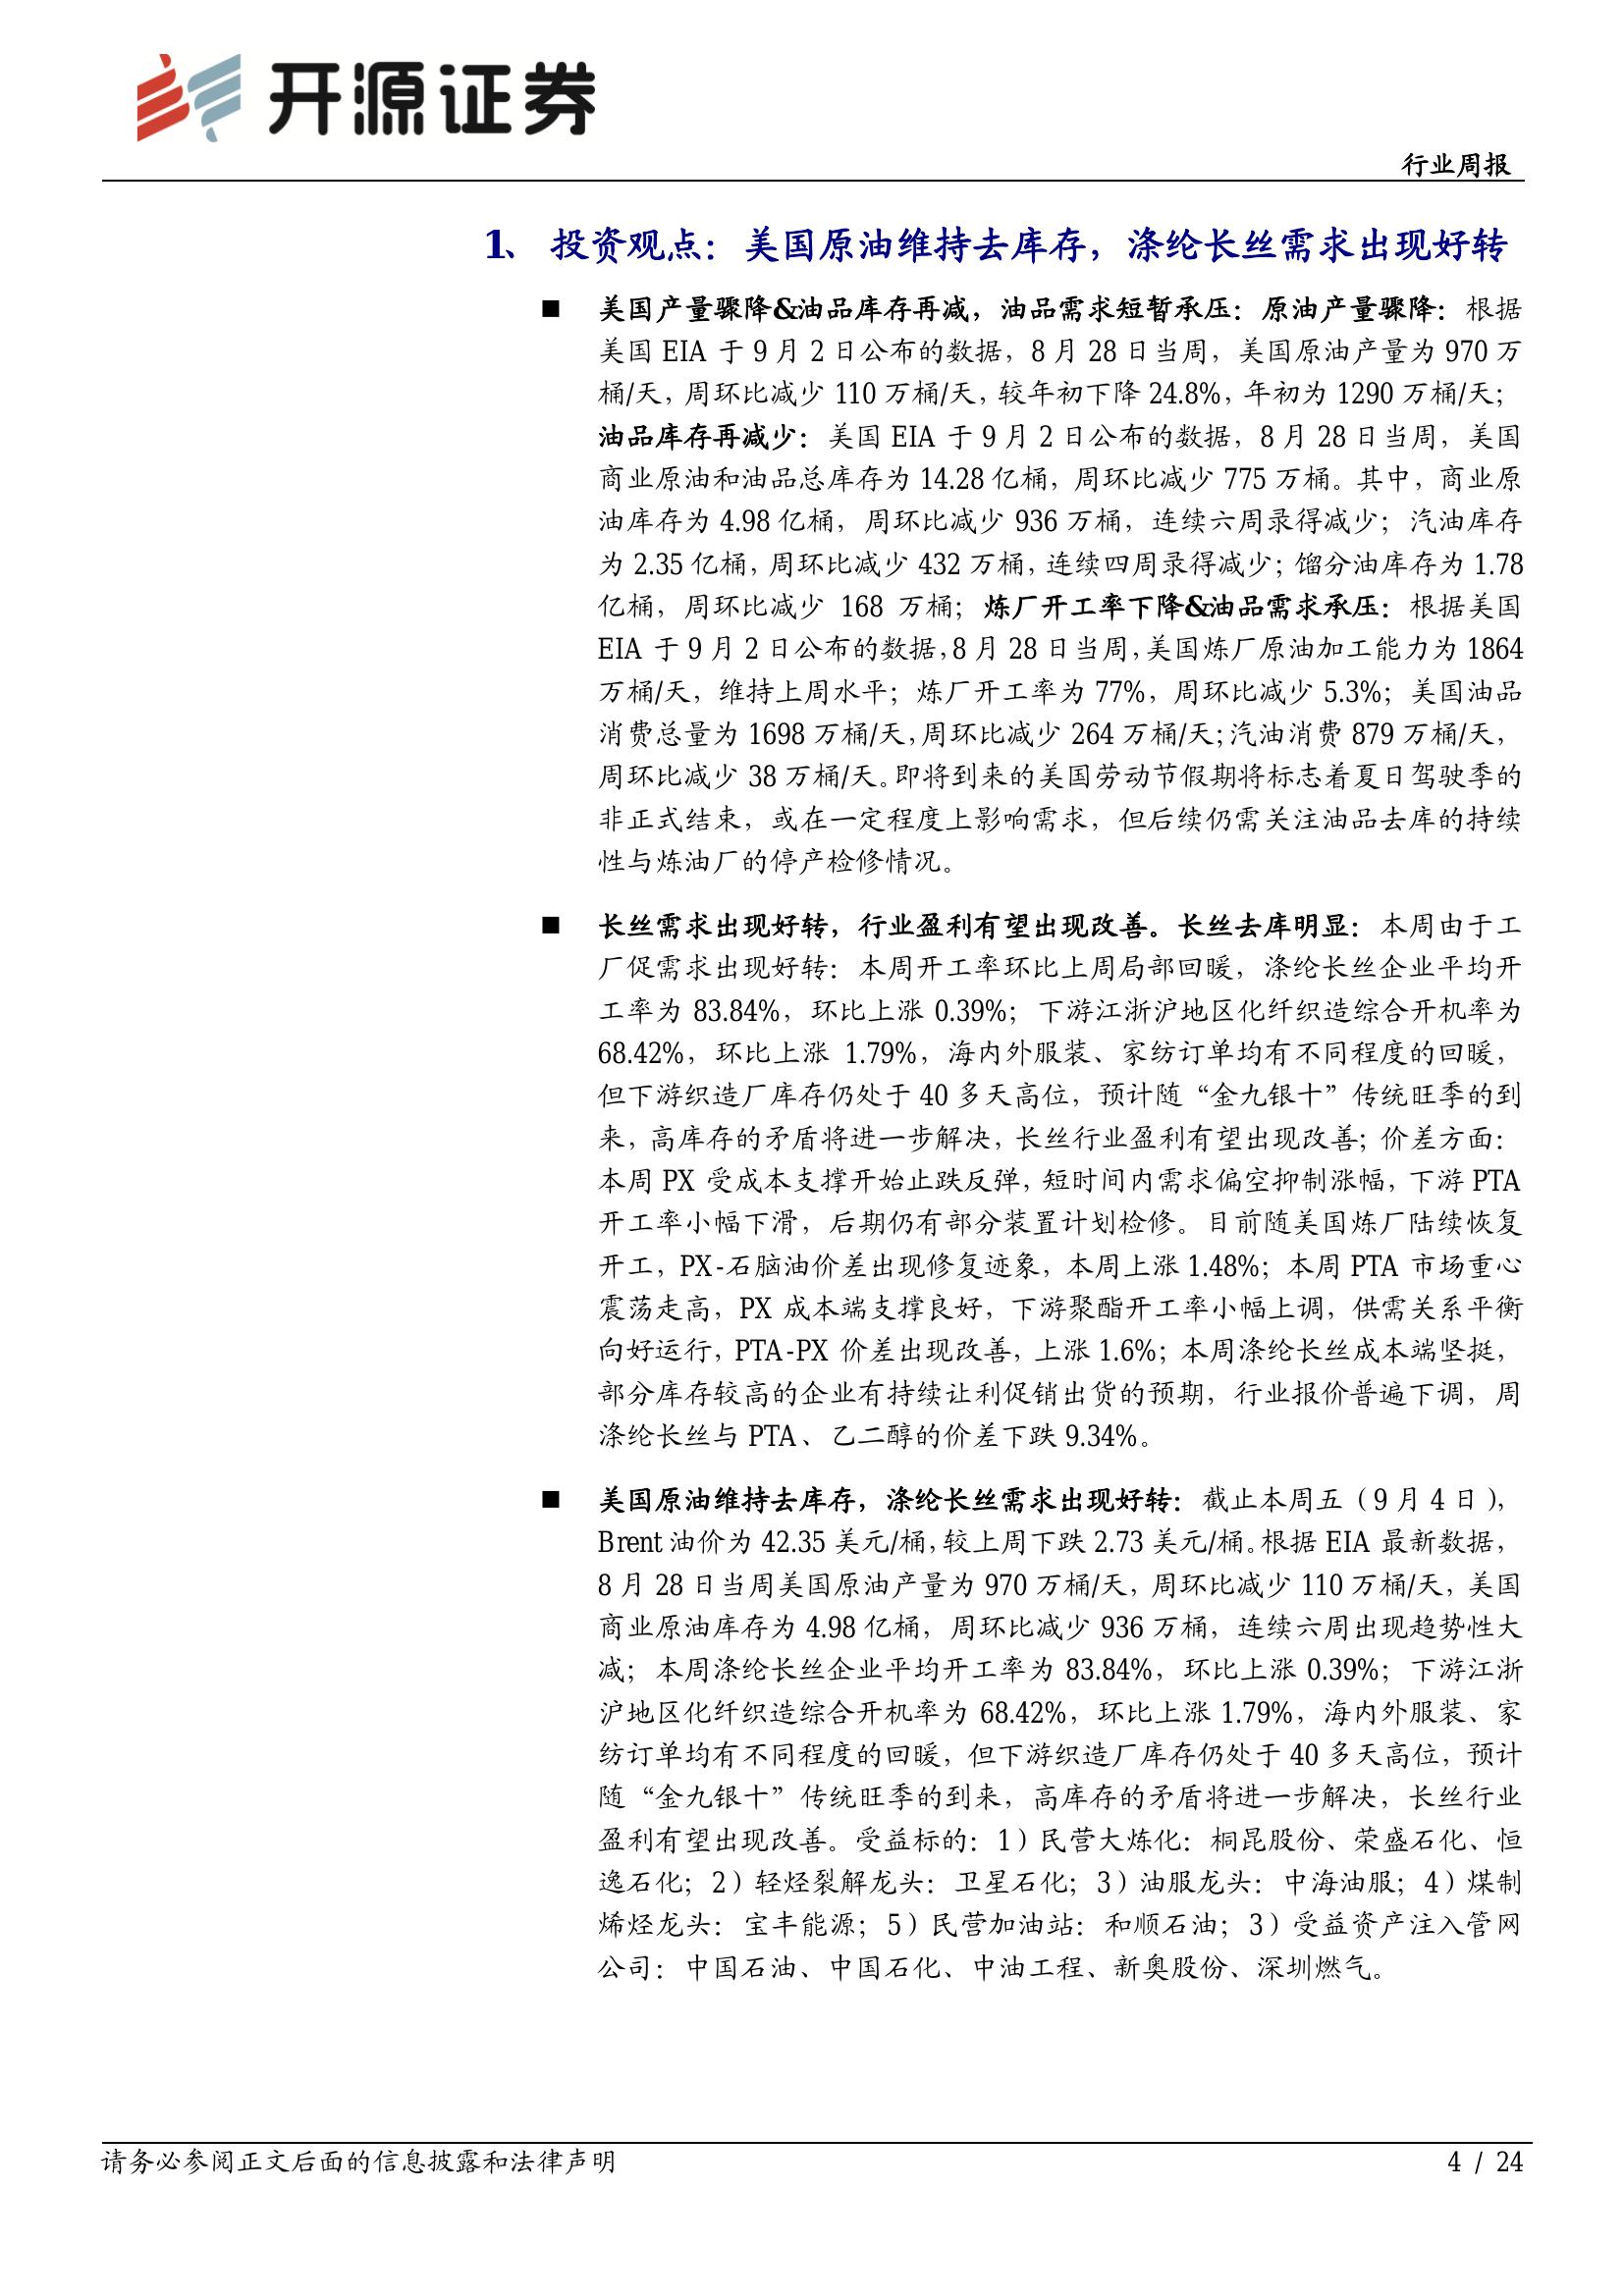 开源证券
行业周报
1、 投资观点：美国原油维持去库存，涤纶长丝需求出现好转
■ 美国产量骤降&油品库存再减，油品需求短暂承压：原油产量骤降：根据
美国 EIA 于 9 月 2 日公布的数据，8 月 28 日当周，美国原油产量为 970 万
桶/天，周环比减少 110 万桶/天，较年初下降 24.8%，年初为 1290 万桶/天；
油品库存再减少：美国 EIA 于 9 月 2 日公布的数据，8 月 28 日当周，美国
商业原油和油品总库存为 14.28 亿桶，周环比减少 775 万桶。其中，商业原
油库存为 4.98 亿桶，周环比减少 936 万桶，连续六周录得减少；汽油库存
为 2.35 亿桶，周环比减少 432 万桶，连续四周录得减少；馏分油库存为 1.78
亿桶，周环比减少 168 万桶；炼厂开工率下降&油品需求承压：根据美国
EIA 于 9 月 2 日公布的数据，8 月 28 日当周，美国炼厂原油加工能力为 1864
万桶/天，维持上周水平；炼厂开工率为 77%，周环比减少 5.3%；美国油品
消费总量为 1698 万桶/天，周环比减少 264 万桶/天；汽油消费 879 万桶/天，
周环比减少 38 万桶/天。即将到来的美国劳动节假期将标志着夏日驾驶季的
非正式结束，或在一定程度上影响需求，但后续仍需关注油品去库的持续
性与炼油厂的停产检修情况。
■ 长丝需求出现好转，行业盈利有望出现改善。长丝去库明显：本周由于工
厂促需求出现好转：本周开工率环比上周局部回暖，涤纶长丝企业平均开
工率为 83.84%，环比上涨 0.39%；下游江浙沪地区化纤织造综合开机率为
68.42%，环比上涨 1.79%，海内外服装、家纺订单均有不同程度的回暖，
但下游织造厂库存仍处于 40 多天高位，预计随“金九银十”传统旺季的到
来，高库存的矛盾将进一步解决，长丝行业盈利有望出现改善；价差方面：
本周 PX 受成本支撑开始止跌反弹，短时间内需求偏空抑制涨幅，下游 PTA
开工率小幅下滑，后期仍有部分装置计划检修。目前随美国炼厂陆续恢复
开工，PX-石脑油价差出现修复迹象，本周上涨 1.48%；本周 PTA 市场重心
震荡走高，PX 成本端支撑良好，下游聚酯开工率小幅上调，供需关系平衡
向好运行，PTA-PX 价差出现改善，上涨 1.6%；本周涤纶长丝成本端坚挺，
部分库存较高的企业有持续让利促销出货的预期，行业报价普遍下调，周
涤纶长丝与 PTA、乙二醇的价差下跌 9.34%。
■ 美国原油维持去库存，涤纶长丝需求出现好转：截止本周五（9 月 4 日），
Brent 油价为 42.35 美元/桶，较上周下跌 2.73 美元/桶。根据 EIA 最新数据，
8 月 28 日当周美国原油产量为 970 万桶/天，周环比减少 110 万桶/天，美国
商业原油库存为 4.98 亿桶，周环比减少 936 万桶，连续六周出现趋势性大
减；本周涤纶长丝企业平均开工率为 83.84%，环比上涨 0.39%；下游江浙
沪地区化纤织造综合开机率为 68.42%，环比上涨 1.79%，海内外服装、家
纺订单均有不同程度的回暖，但下游织造厂库存仍处于 40 多天高位，预计
随“金九银十”传统旺季的到来，高库存的矛盾将进一步解决，长丝行业
盈利有望出现改善。受益标的：1）民营大炼化：桐昆股份、荣盛石化、恒
逸石化；2）轻烃裂解龙头：卫星石化；3）油服龙头：中海油服；4）煤制
烯烃龙头：宝丰能源；5）民营加油站：和顺石油；3）受益资产注入管网
公司：中国石油、中国石化、中油工程、新奥股份、深圳燃气。
请务必参阅正文后面的信息披露和法律声明
4 / 24